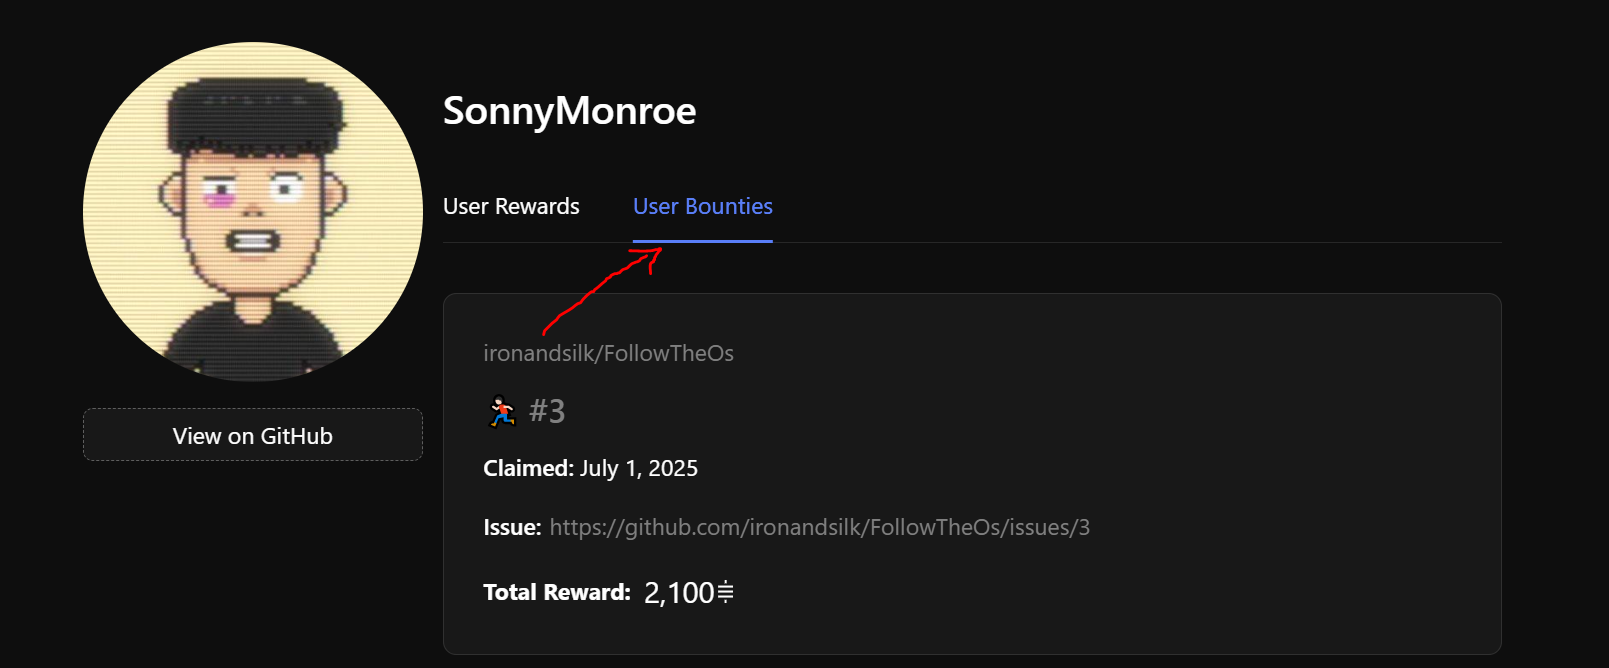 SonnyMonroe
User Rewards User Bounties
ironandsilk/FollowTheOs
#3
Claimed: July 1, 2025
View on GitHub
Issue: https://github.com/ironandsilk/FollowTheOs/issues/3
Total Reward: 2,100